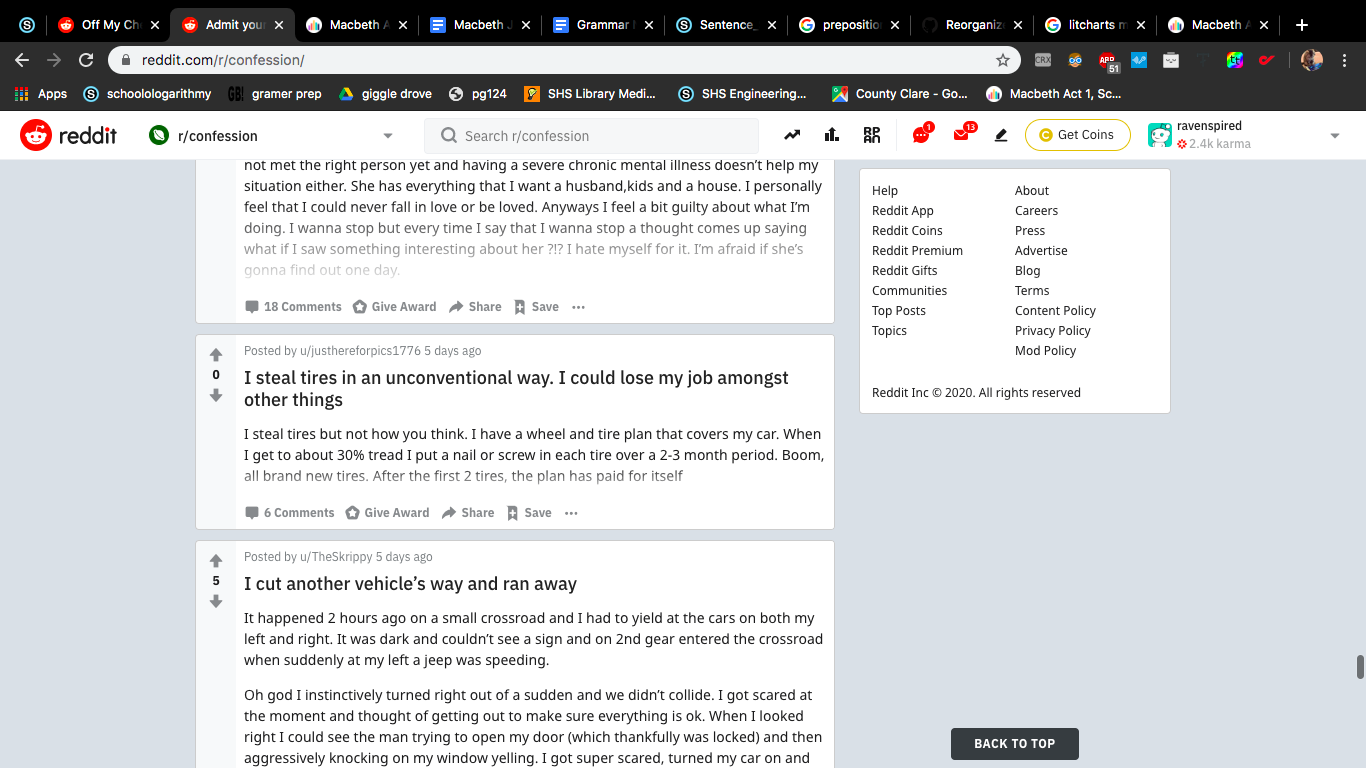 Off My Che
Admit your
Macbeth A
Macbeth J
Grammar N
Sentence_
prepositio
Reorganiz
litcharts m
Macbeth A
reddit.com/r/confession/
CRX
ABP
51
Apps
schoolologarithmy
GB!
gramer prep
giggle drove
pg124
SHS Library Medi...
SHS Engineering...
County Clare - Go...
Macbeth Act 1, Sc...
reddit
r/confession
Search r/confession
1
13
Get Coins
ravenspired
2.4k karma
not met the right person yet and having a severe chronic mental illness doesn't help my
situation either. She has everything that I want a husband,kids and a house. I personally
feel that I could never fall in love or be loved. Anyways I feel a bit guilty about what I'm
doing. I wanna stop but every time I say that I wanna stop a thought comes up saying
what if I saw something interesting about her ?!? I hate myself for it. I'm afraid if she's
gonna find out one day.
18 Comments Give Award Share Save ...
Posted by u/justhereforpics1776 5 days ago
0
I steal tires in an unconventional way. I could lose my job amongst
other things
I steal tires but not how you think. I have a wheel and tire plan that covers my car. When
I get to about 30% tread I put a nail or screw in each tire over a 2-3 month period. Boom,
all brand new tires. After the first 2 tires, the plan has paid for itself
6 Comments Give Award Share Save ...
Posted by u/TheSkrippy 5 days ago
5
I cut another vehicle's way and ran away
It happened 2 hours ago on a small crossroad and I had to yield at the cars on both my
left and right. It was dark and couldn't see a sign and on 2nd gear entered the crossroad
when suddenly at my left a jeep was speeding.
Oh god I instinctively turned right out of a sudden and we didn't collide. I got scared at
the moment and thought of getting out to make sure everything is ok. When I looked
right I could see the man trying to open my door (which thankfully was locked) and then
aggressively knocking on my window yelling. I got super scared, turned my car on and
Help
Reddit App
Reddit Coins
Reddit Premium
Reddit Gifts
Communities
Top Posts
Topics
About
Careers
Press
Advertise
Blog
Terms
Content Policy
Privacy Policy
Mod Policy
Reddit Inc © 2020. All rights reserved
BACK TO TOP